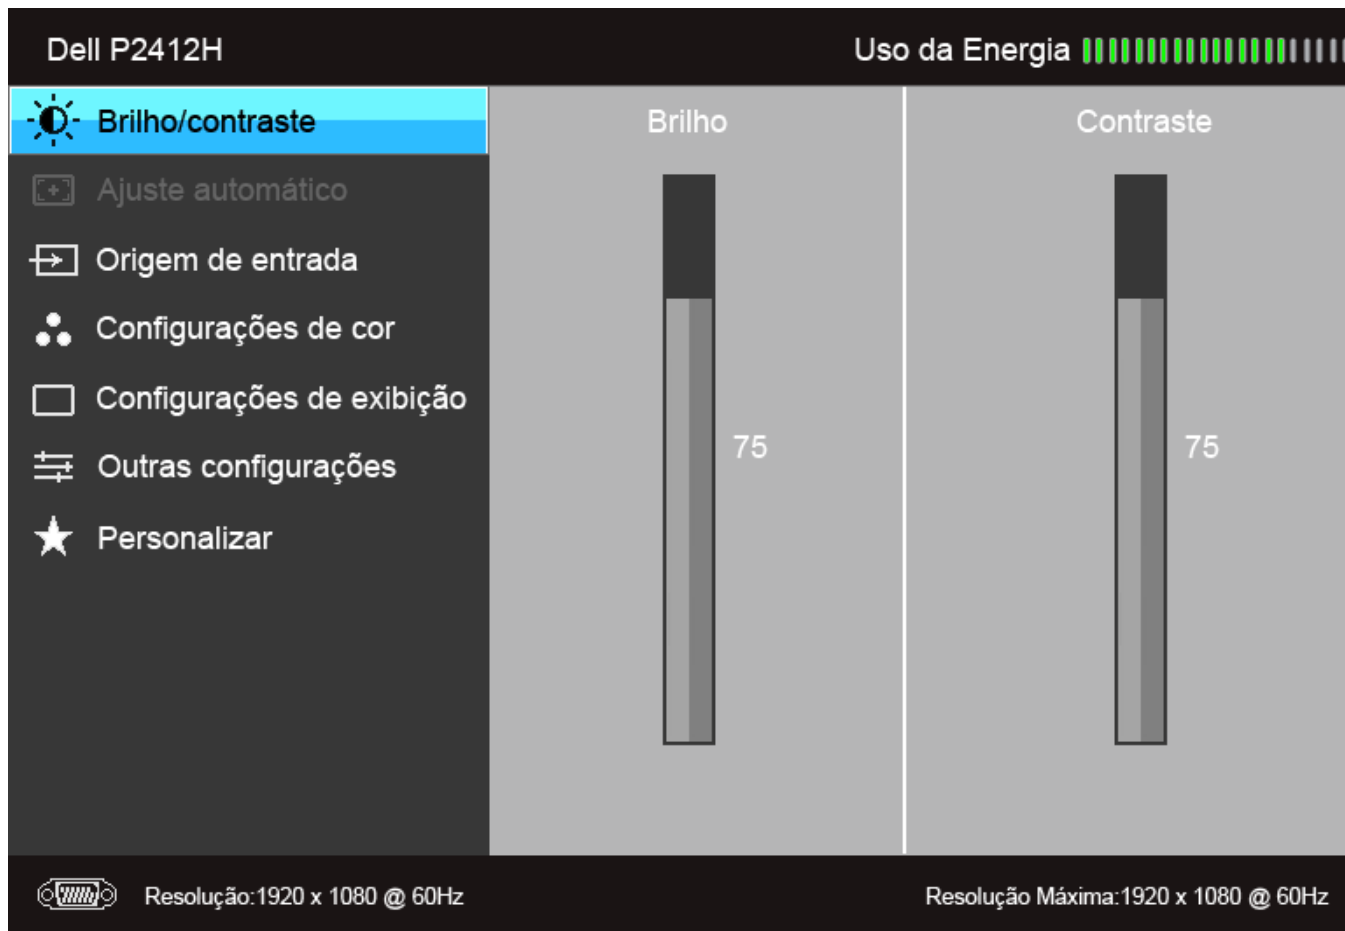 Dell P2412H
Uso da Energia
Brilho/contraste
Ajuste automático
Origem de entrada
Configurações de cor
Configurações de exibição
Outras configurações
Personalizar
Brilho
75
Contraste
75
Resolução:1920 x 1080 @ 60Hz
Resolução Máxima:1920 x 1080 @ 60Hz